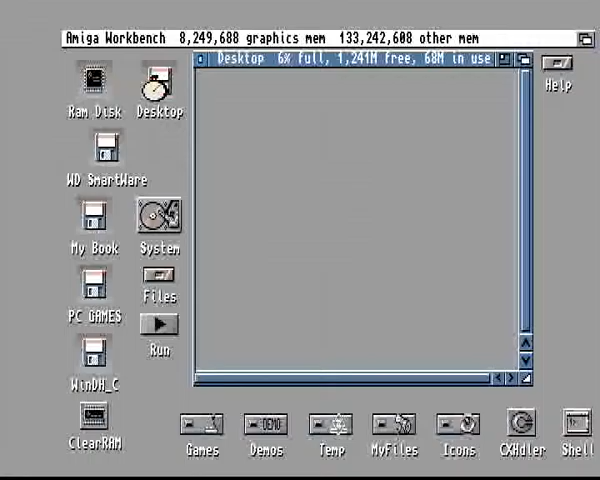 Amiga Workbench 8,249,688 graphics mem 133,242,608 other mem
Desktop 6% full, 1,241M free, 68M in use
Ram Disk
Desktop
Help
WD SmartWare
My Book
System
Files
PC GAMES
Run
WinDH_C
ClearRAM
DEMO
Games
Demos
Temp
MyFiles
Icons
CXHdler
Shell